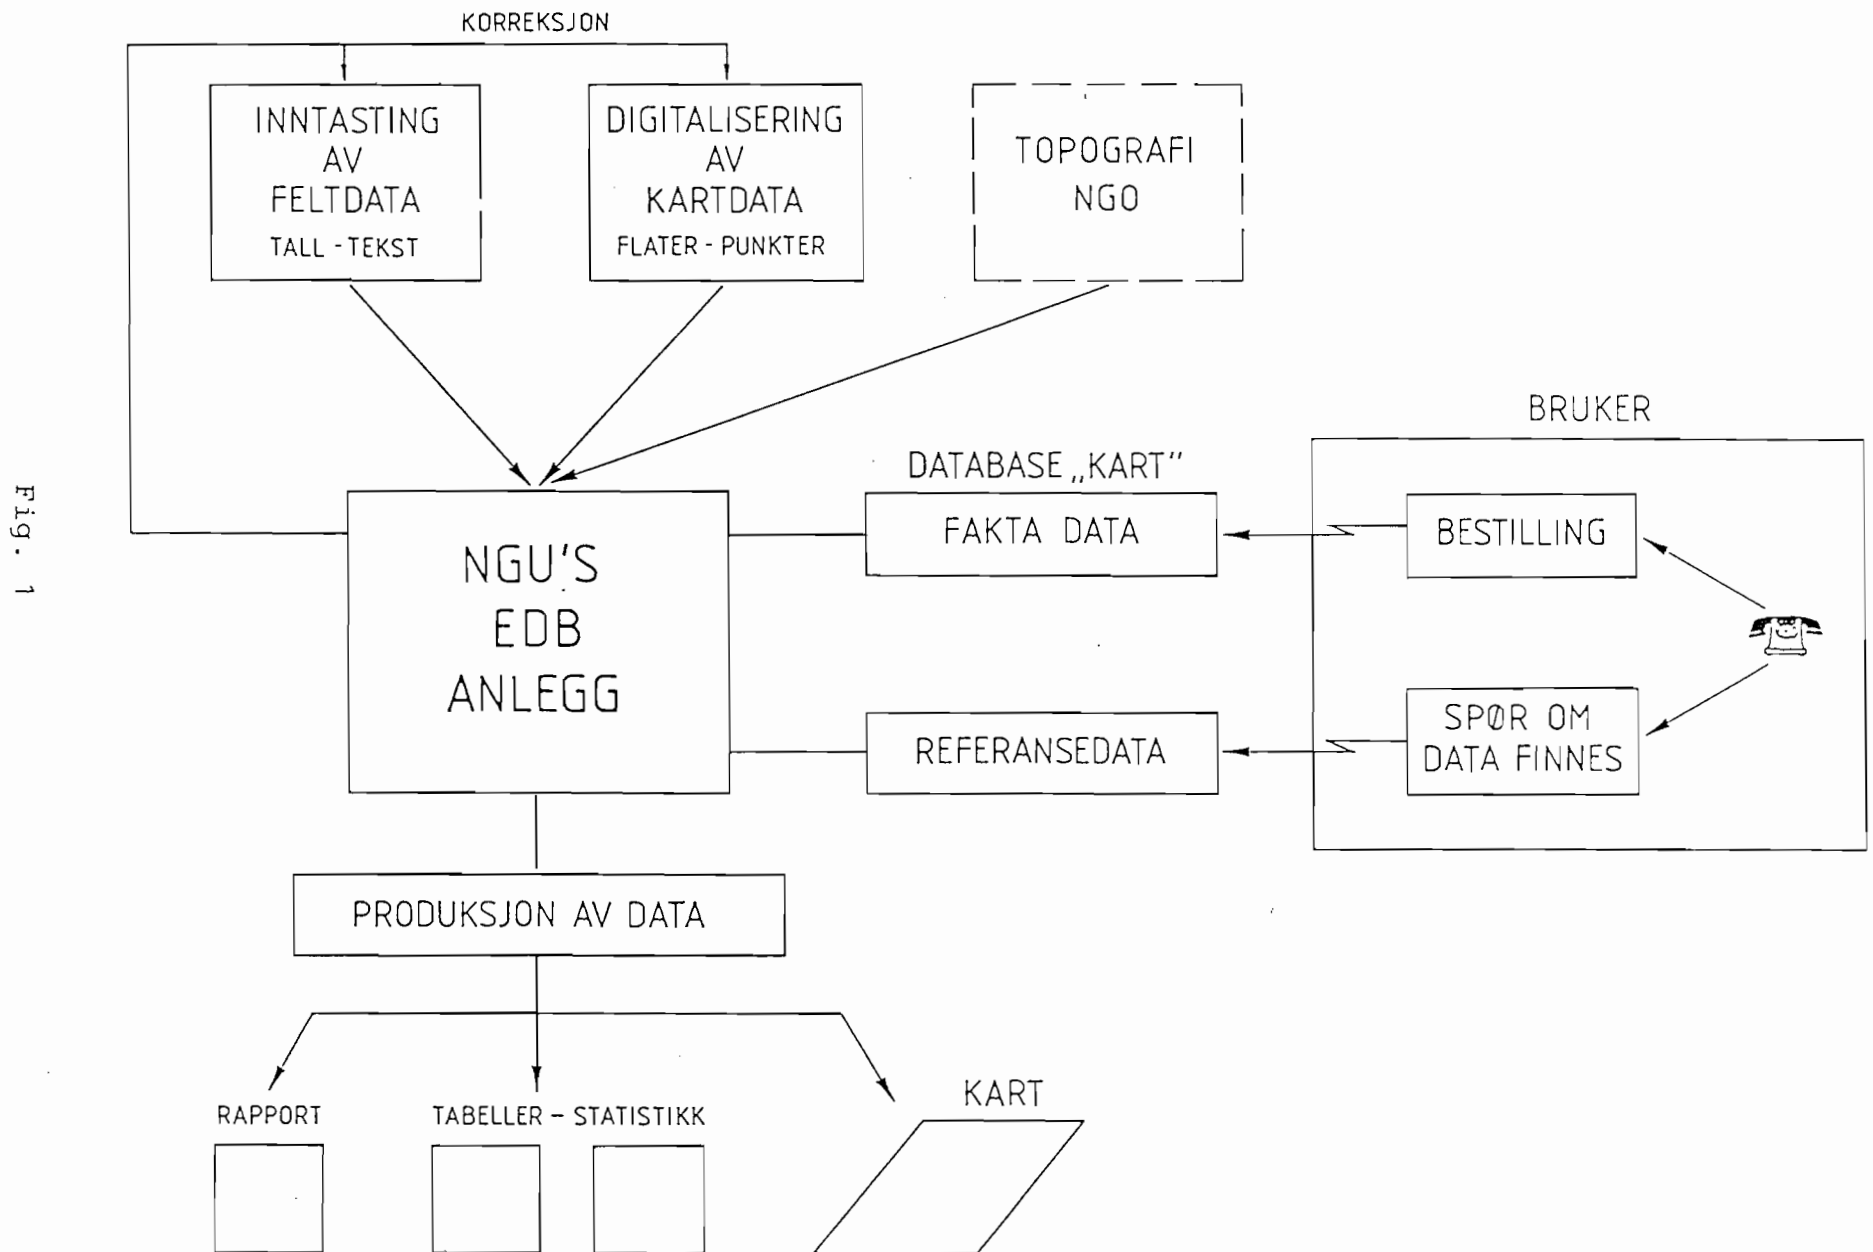 KORREKSJON
INNTASTING
AV
FELTDATA
TALL - TEKST
DIGITALISERING
AV
KARTDATA
FLATER - PUNKTER
TOPOGRAFI
NGO
BRUKER
DATABASE „KART"
FAKTA DATA
BESTILLING
NGU'S
EDB
ANLEGG
REFERANSEDATA
SPØR OM
DATA FINNES
PRODUKSJON AV DATA
RAPPORT
TABELLER - STATISTIKK
KART
Fig. 1